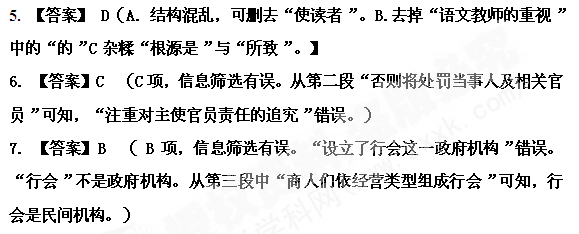 5. 【答案】 D（A. 结构混乱，可删去“使读者”。B.去掉“语文教师的重视”
中的“的”C 杂糅“根源是”与“所致”。】
6. 【答案】C （C 项，信息筛选有误。从第二段“否则将处罚当事人及相关官
员”可知，“注重对主使官员责任的追究”错误。）
7. 【答案】B （ B 项，信息筛选有误。“设立了行会这一政府机构”错误。
“行会”不是政府机构。从第三段中“商人们依经营类型组成行会”可知，行
会是民间机构。）